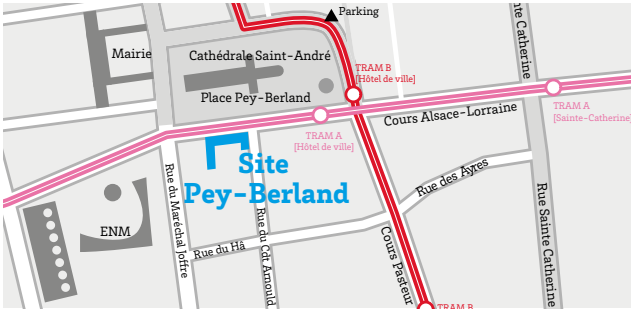 Parking
Mairie
Cathédrale Saint-André
TRAM B
[Hôtel de ville]
te Catherine
Place Pey-Berland
TRAM A
[Hôtel de ville]
Cours Alsace-Lorraine
TRAM A
[Sainte-Catherine]
Site
Pey-Berland
Rue du Maréchal Joffre
Rue des Ayres
Rue Sainte Catherine
ENM
Rue du Hâ
Rue du Cdt Arnould
Cours Pasteur
TRAM B